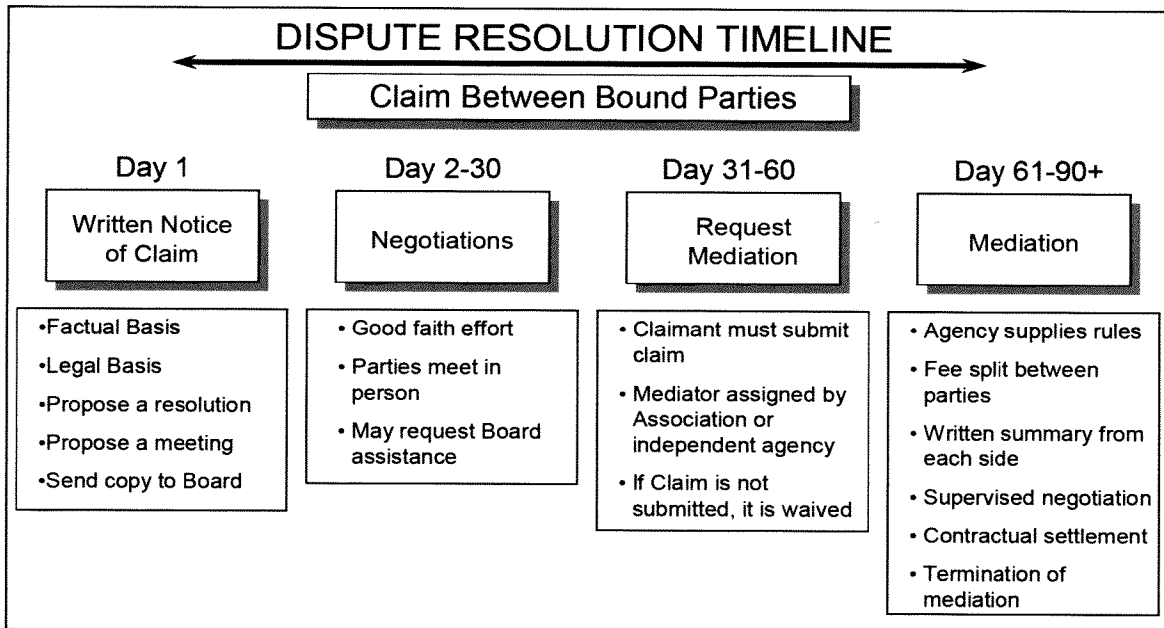 DISPUTE RESOLUTION TIMELINE
Claim Between Bound Parties
Day 1
Written Notice
of Claim
•Factual Basis
•Legal Basis
•Propose a resolution
•Propose a meeting
•Send copy to Board
Day 2-30
Negotiations
• Good faith effort
• Parties meet in
person
• May request Board
assistance
Day 31-60
Request
Mediation
• Claimant must submit
claim
• Mediator assigned by
Association or
independent agency
• If Claim is not
submitted, it is waived
Day 61-90+
Mediation
• Agency supplies rules
• Fee split between
parties
• Written summary from
each side
• Supervised negotiation
• Contractual settlement
• Termination of
mediation